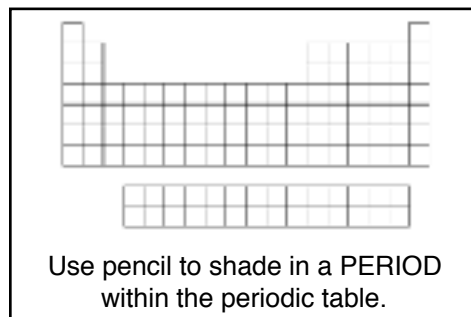 Use pencil to shade in a PERIOD
within the periodic table.